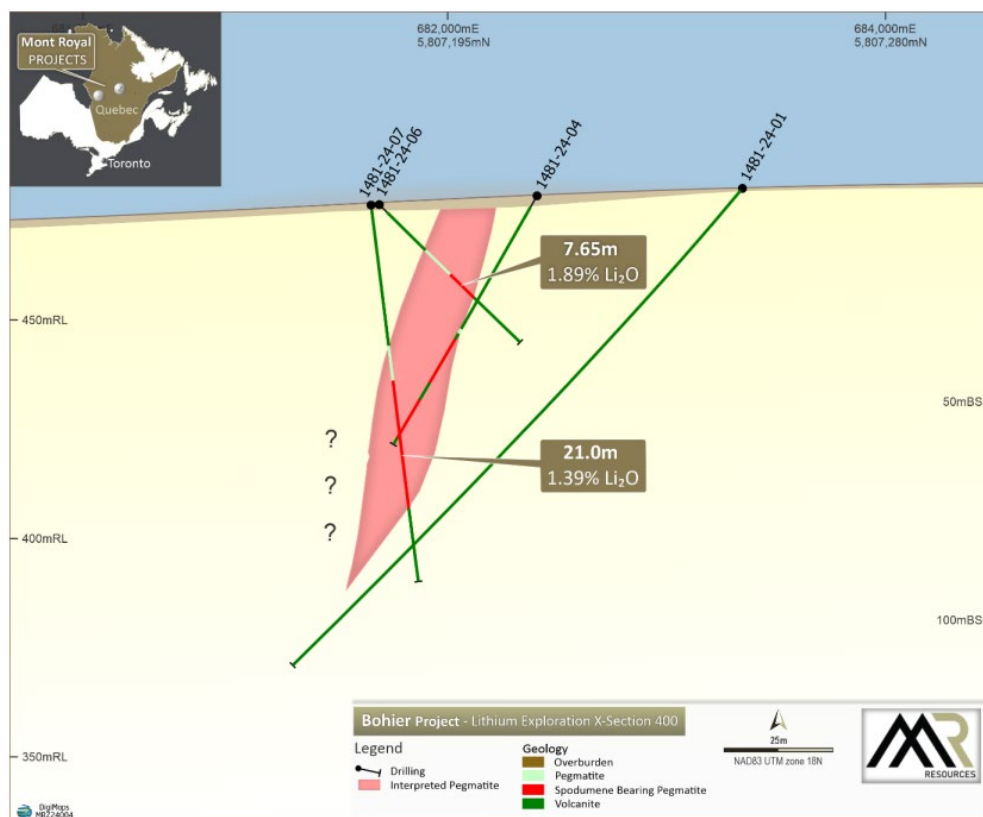 Mont Royal
PROJECTS
Quebec
Toronto
682,000mE
5,807,195mN
684,000mE
5,807,280mN
1481-24-07
1481-24-06
1481-24-04
1481-24-01
7.65m
1.89% Li₂O
450mRL
50mBS
21.0m
1.39% Li₂O
?
?
?
400mRL
100mBS
350mRL
Bohier Project - Lithium Exploration X-Section 400
Legend
Drilling
Interpreted Pegmatite
Geology
Overburden
Pegmatite
Spodumene Bearing Pegmatite
Volcanite
25m
NAD83 UTM zone 18N
MR
RESOURCES
DigiMaps
MRZ24004